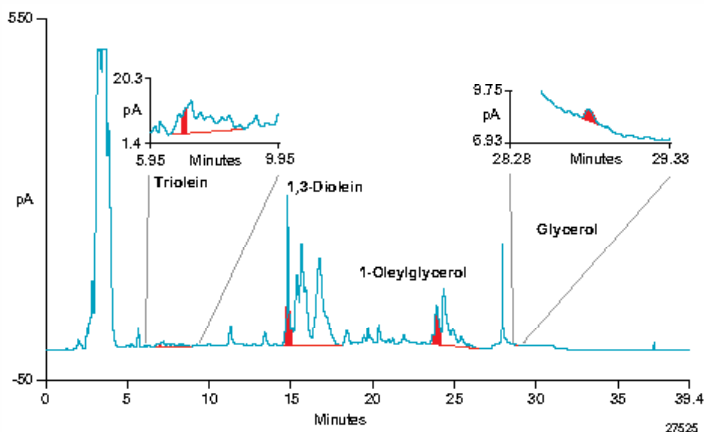 550
20.3
pA
1.4
5.95 Minutes 9.95
Triolein
1,3-Diolein
9.75
pA
6.93
28.28 Minutes 29.33
Glycerol
1-Oleylglycerol
pA
-50
0 5 10 15 20 25 30 35 39.4
Minutes
27525